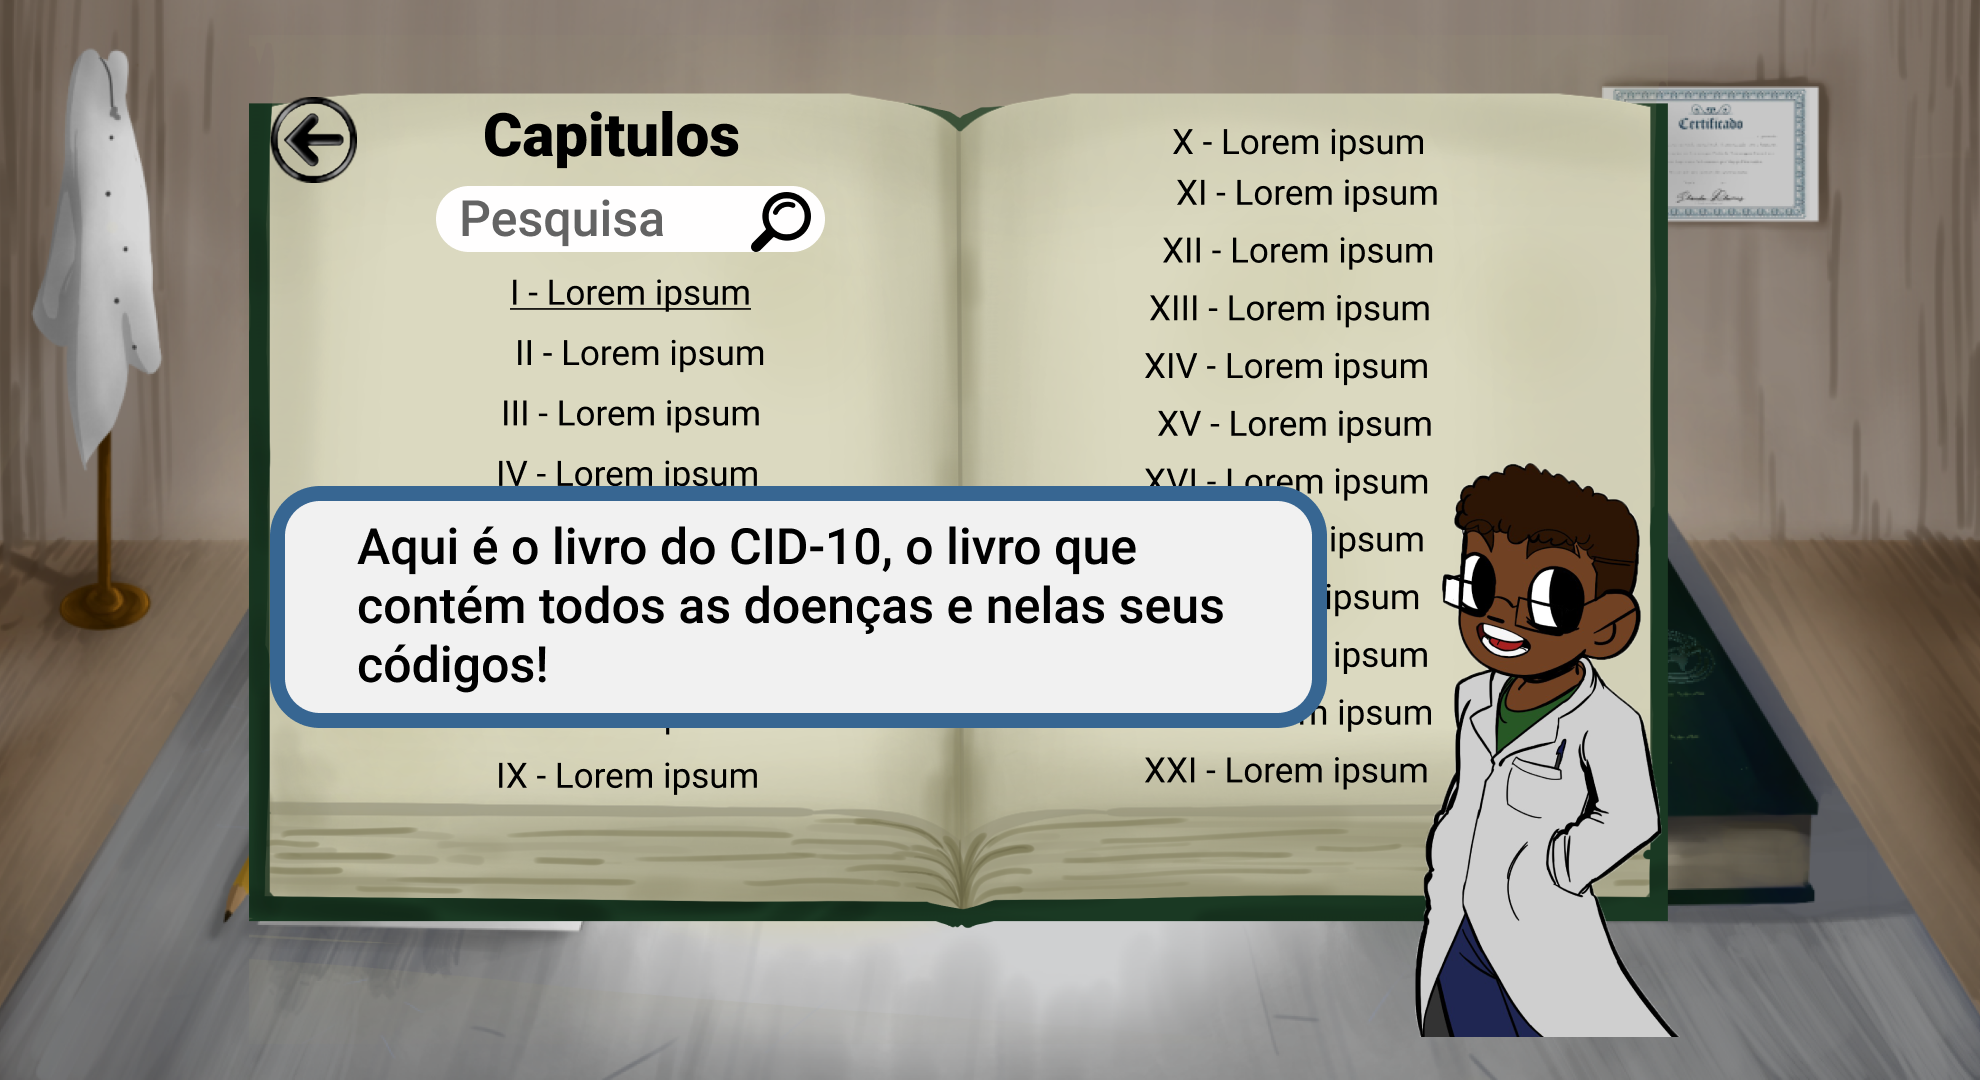 Capitulos
Pesquisa
I - Lorem ipsum
II - Lorem ipsum
III - Lorem ipsum
IV - Lorem ipsum
IX - Lorem ipsum
X - Lorem ipsum
XI - Lorem ipsum
XII - Lorem ipsum
XIII - Lorem ipsum
XIV - Lorem ipsum
XV - Lorem ipsum
XVI - Lorem ipsum
ipsum
ipsum
ipsum
ipsum
XXI - Lorem ipsum
Aqui é o livro do CID-10, o livro que
contém todos as doenças e nelas seus
códigos!
Certificado